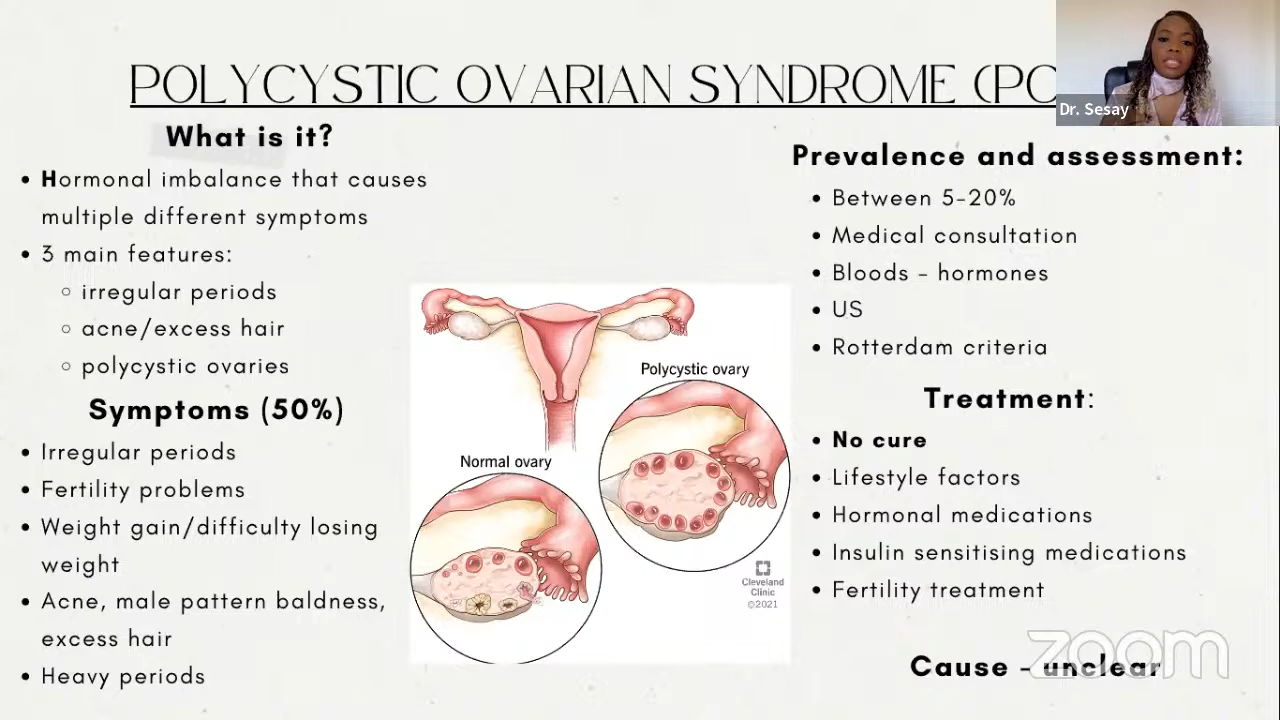 POLYCYSTIC OVARIAN SYNDROME (PC
Dr. Sesay
What is it?
Hormonal imbalance that causes
multiple different symptoms
3 main features:
irregular periods
acne/excess hair
polycystic ovaries
Symptoms (50%)
Irregular periods
Fertility problems
Weight gain/difficulty losing
weight
Acne, male pattern baldness,
excess hair
Heavy periods
Polycystic ovary
Normal ovary
Cleveland
Clinic
©2021
Prevalence and assessment:
Between 5-20%
Medical consultation
Bloods - hormones
US
Rotterdam criteria
Treatment:
No cure
Lifestyle factors
Hormonal medications
Insulin sensitising medications
Fertility treatment
Cause - unclear
zoom